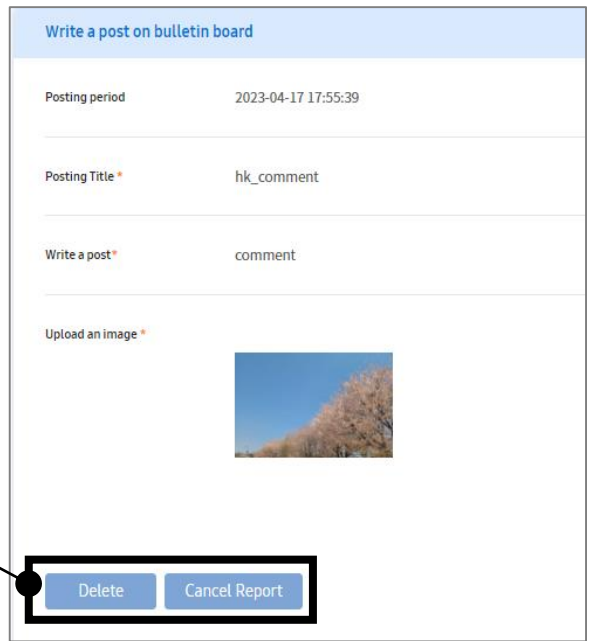 Write a post on bulletin board
Posting period 2023-04-17 17:55:39
Posting Title * hk_comment
Write a post* comment
Upload an image *
Delete Cancel Report